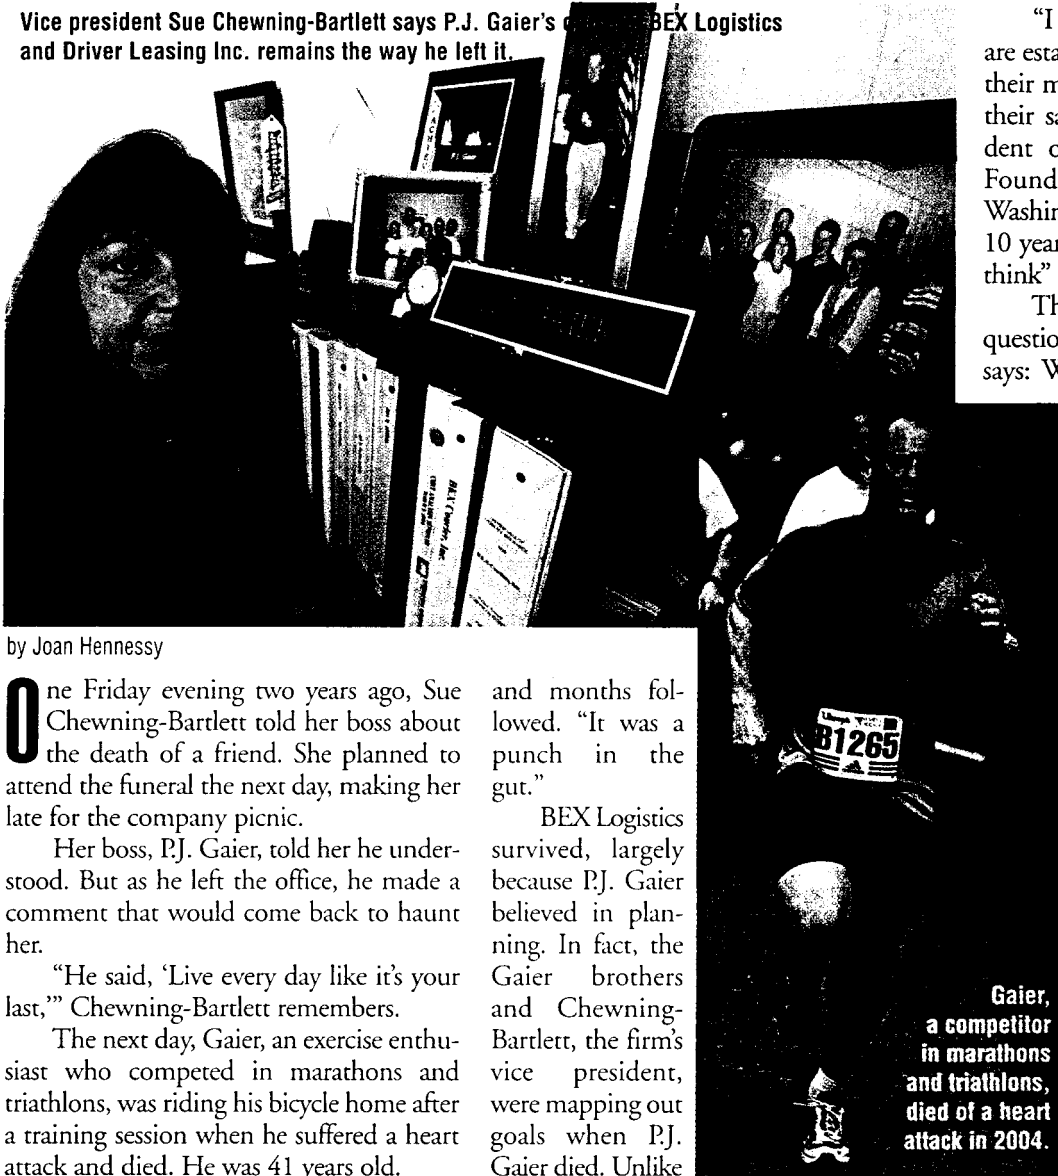 Vice president Sue Chewning-Bartlett says P.J. Gaier's BEX Logistics
and Driver Leasing Inc. remains the way he left it.
by Joan Hennessy
One Friday evening two years ago, Sue
Chewning-Bartlett told her boss about
the death of a friend. She planned to
attend the funeral the next day, making her
late for the company picnic.
Her boss, P.J. Gaier, told her he under-
stood. But as he left the office, he made a
comment that would come back to haunt
her.
“He said, ‘Live every day like it’s your
last,’” Chewning-Bartlett remembers.
The next day, Gaier, an exercise enthu-
siast who competed in marathons and
triathlons, was riding his bicycle home after
a training session when he suffered a heart
attack and died. He was 41 years old.
and months fol-
lowed. “It was a
punch in the
gut.”
BEX Logistics
survived, largely
because P.J. Gaier
believed in plan-
ning. In fact, the
Gaier brothers
and Chewning-
Bartlett, the firm’s
vice president,
were mapping out
goals when P.J.
Gaier died. Unlike
“I
are esta
their m
their sa
dent o
Found
Washin
10 year
think”
Th
questio
says: W
BEX Courier, Inc.
B1265
Gaier,
a competitor
in marathons
and triathlons,
died of a heart
attack in 2004.